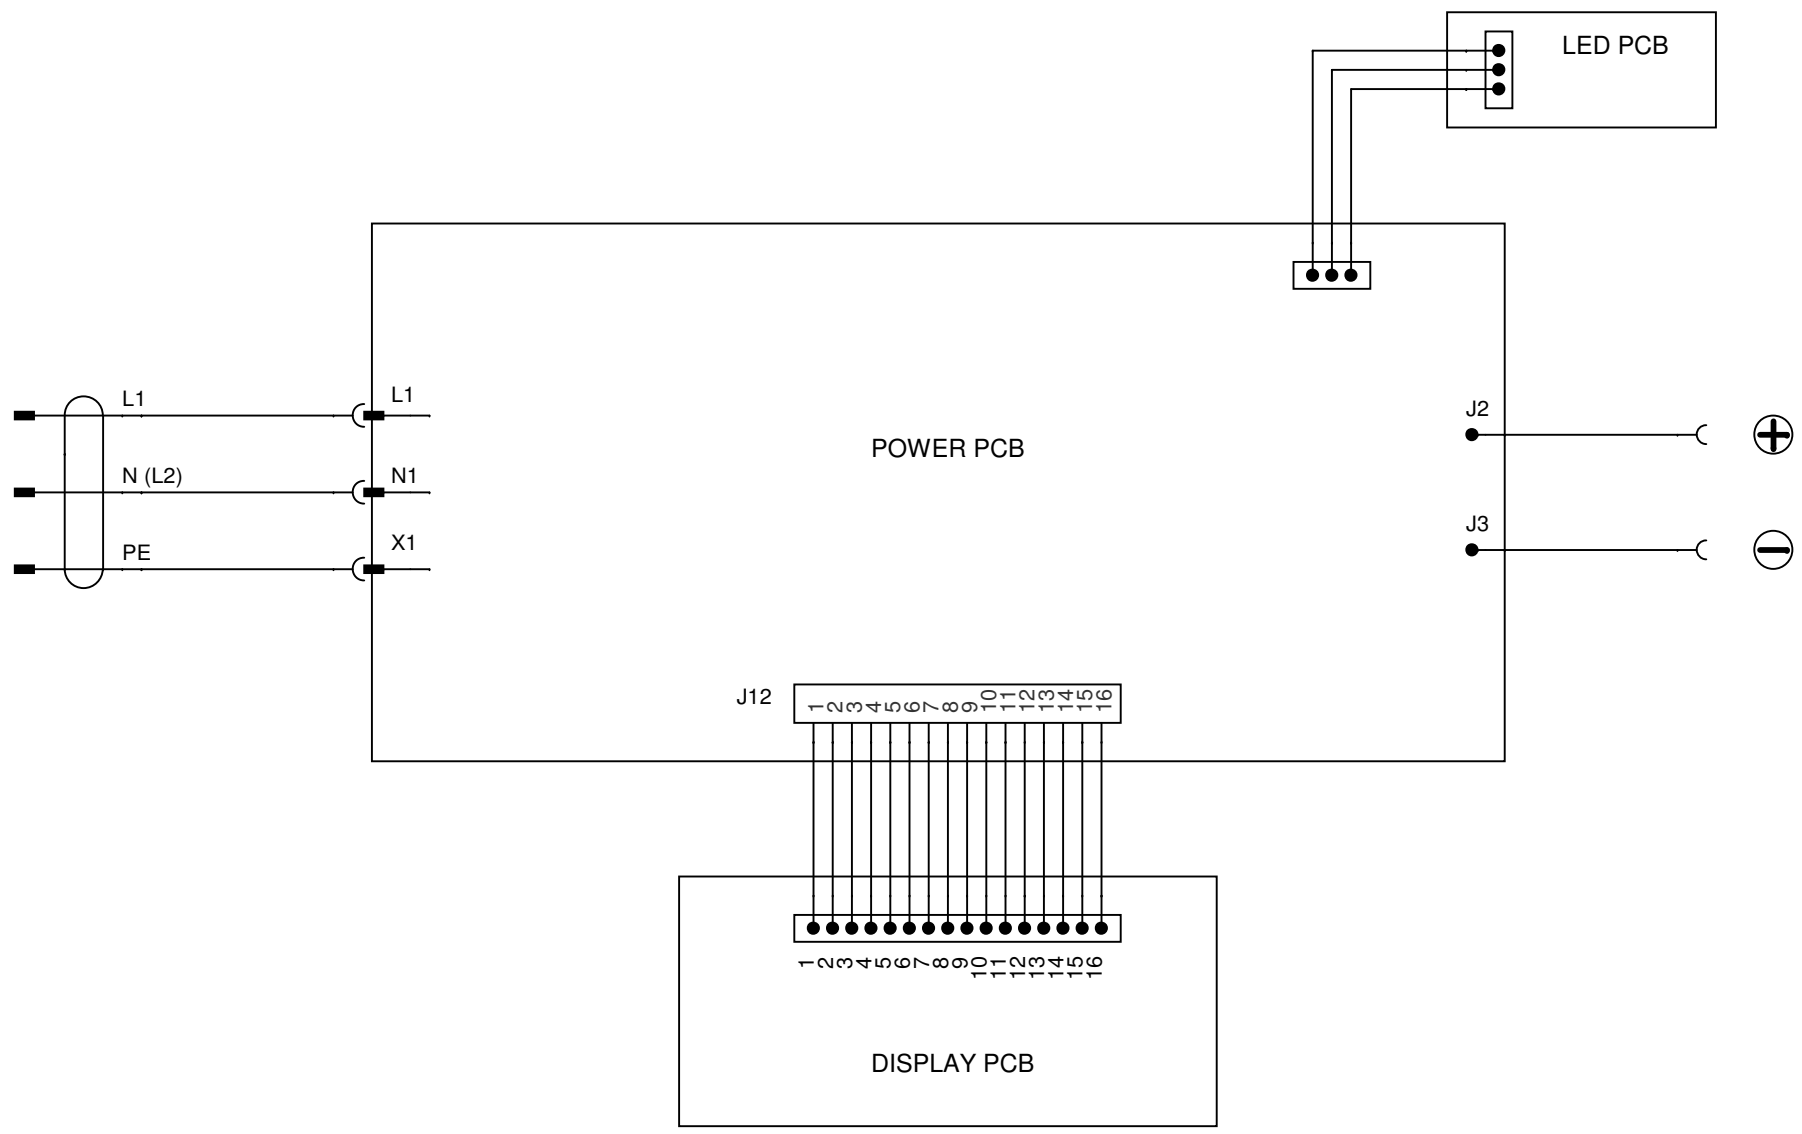 LED PCB
L1
L1
N (L2)
N1
PE
X1
POWER PCB
J2
J3
J12
1 2 3 4 5 6 7 8 9 10 11 12 13 14 15 16
1 2 3 4 5 6 7 8 9 10 11 12 13 14 15 16
DISPLAY PCB